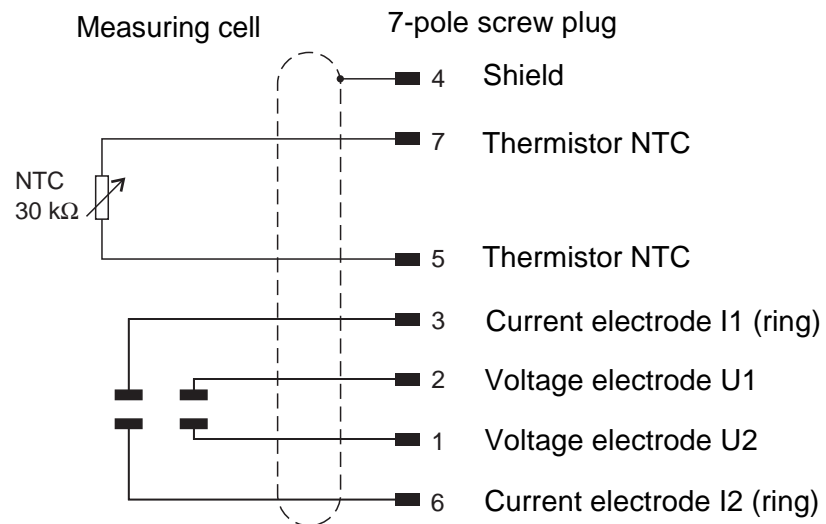 Measuring cell
7-pole screw plug
4 Shield
7 Thermistor NTC
NTC
30 kΩ
5 Thermistor NTC
3 Current electrode I1 (ring)
2 Voltage electrode U1
1 Voltage electrode U2
6 Current electrode I2 (ring)